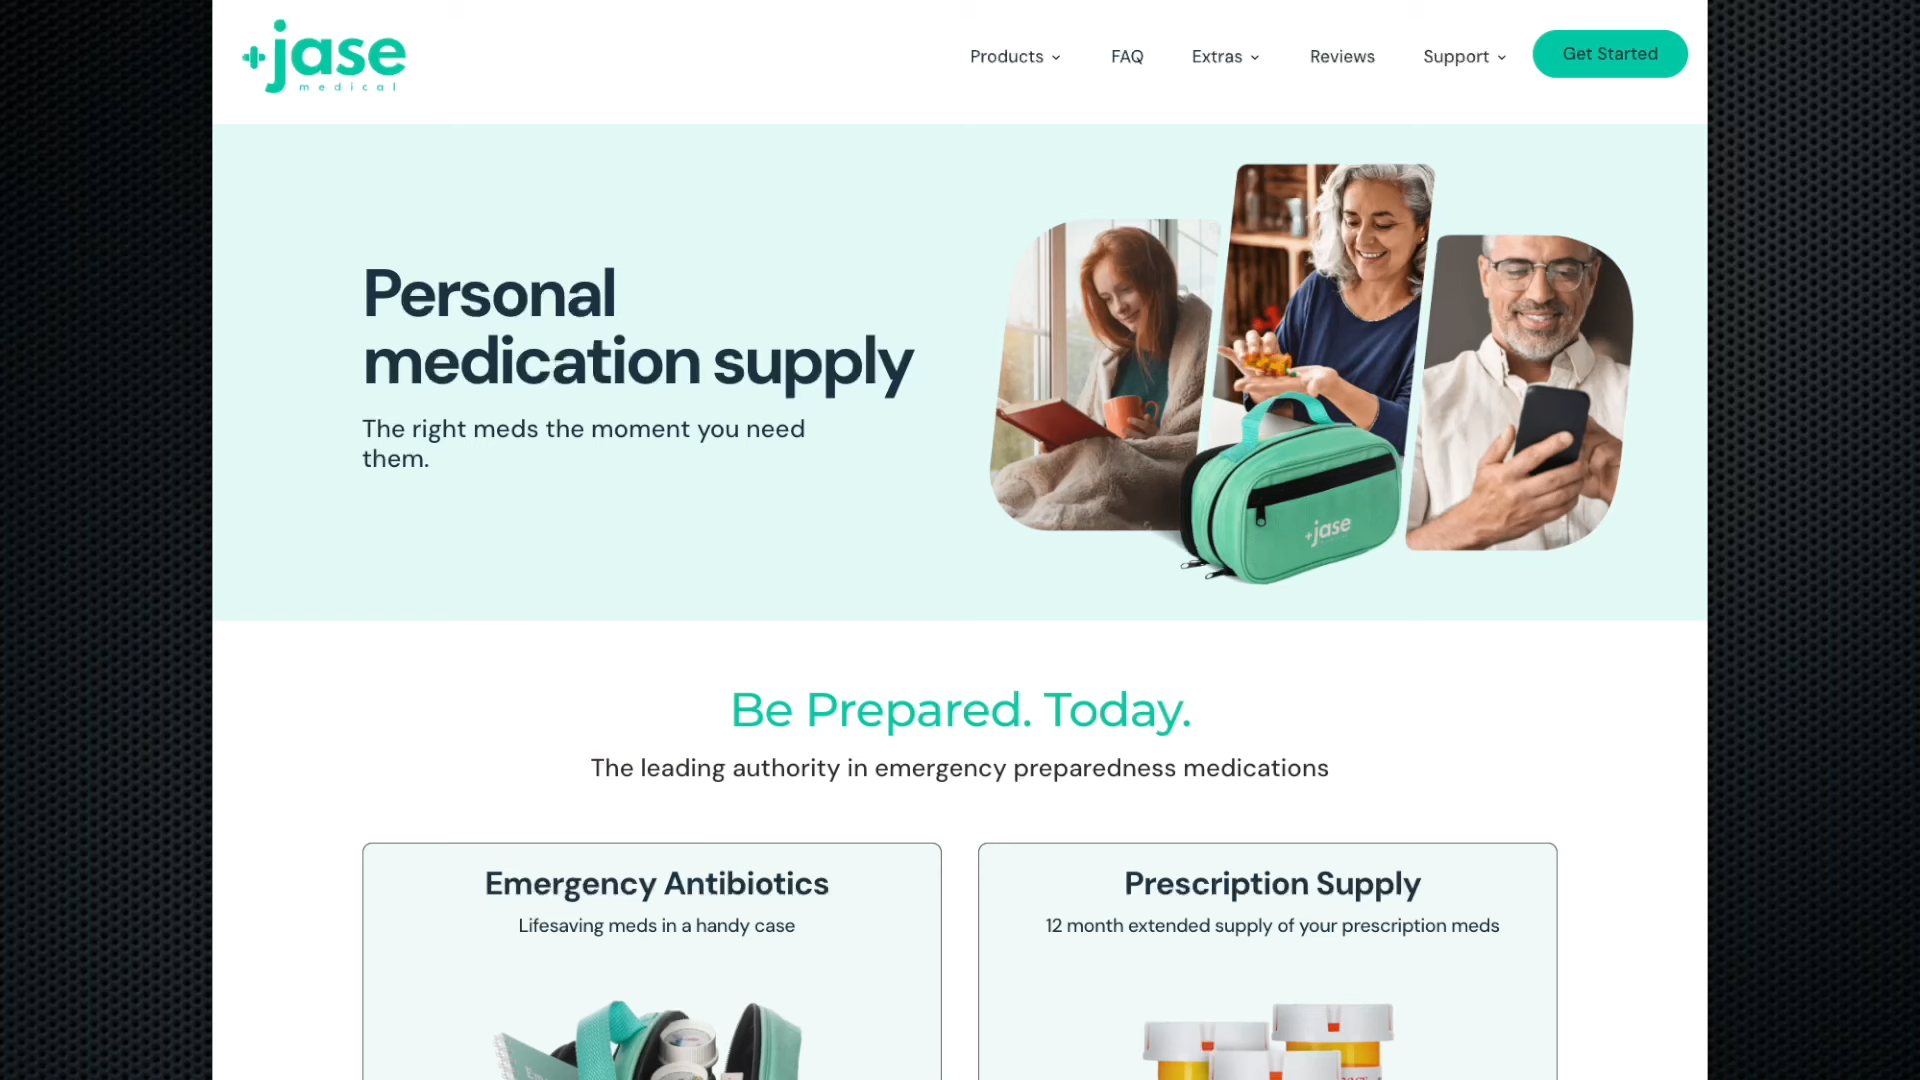 jase
medical
Products
FAQ
Extras
Reviews
Support
Get Started
Personal
medication supply
The right meds the moment you need
them.
jase
Be Prepared. Today.
The leading authority in emergency preparedness medications
Emergency Antibiotics
Lifesaving meds in a handy case
Prescription Supply
12 month extended supply of your prescription meds